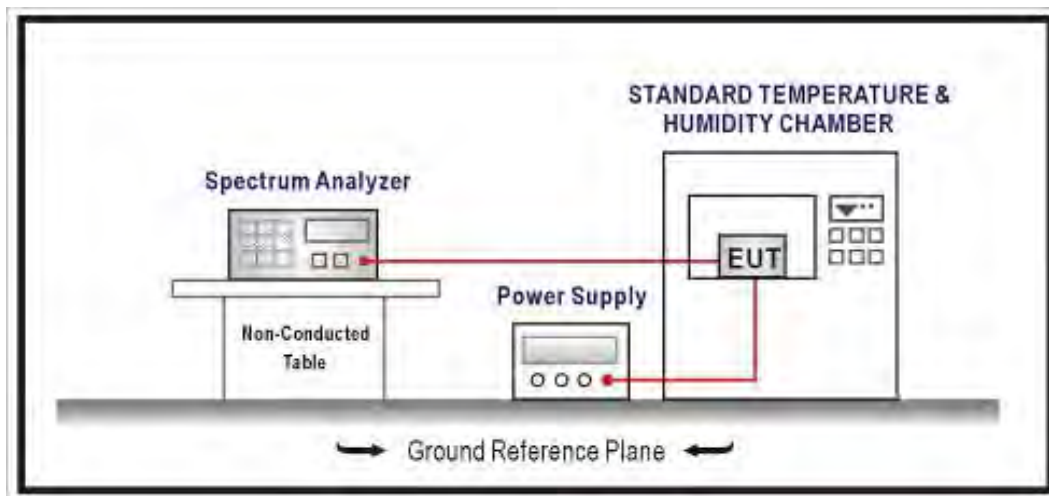 STANDARD TEMPERATURE &
HUMIDITY CHAMBER
Spectrum Analyzer
EUT
Power Supply
Non-Conducted
Table
Ground Reference Plane